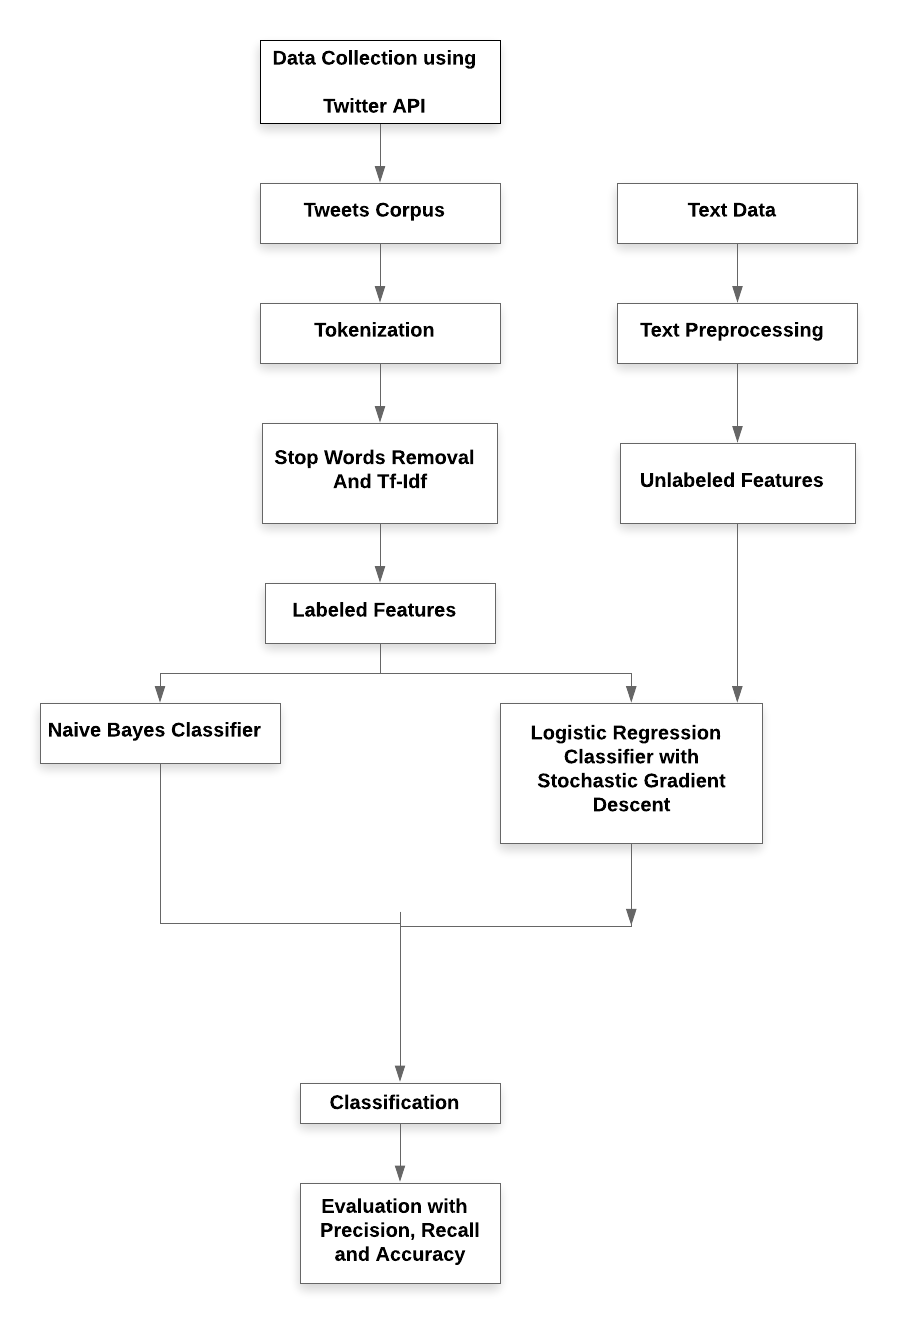 Data Collection using
Twitter API
Tweets Corpus
Text Data
Tokenization
Text Preprocessing
Stop Words Removal
And Tf-Idf
Unlabeled Features
Labeled Features
Naive Bayes Classifier
Logistic Regression
Classifier with
Stochastic Gradient
Descent
Classification
Evaluation with
Precision, Recall
and Accuracy